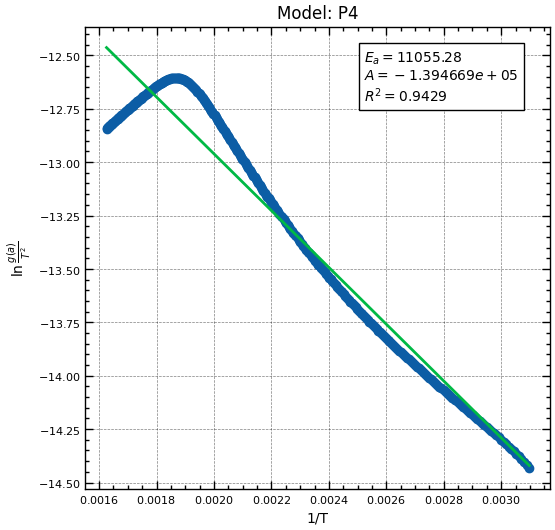 Model: P4
E_a = 11055.28
A = −1.394669e + 05
R² = 0.9429
−12.50
−12.75
−13.00
−13.25
−13.50
−13.75
−14.00
−14.25
−14.50
ln g(a)/T²
0.0016 0.0018 0.0020 0.0022 0.0024 0.0026 0.0028 0.0030
1/T